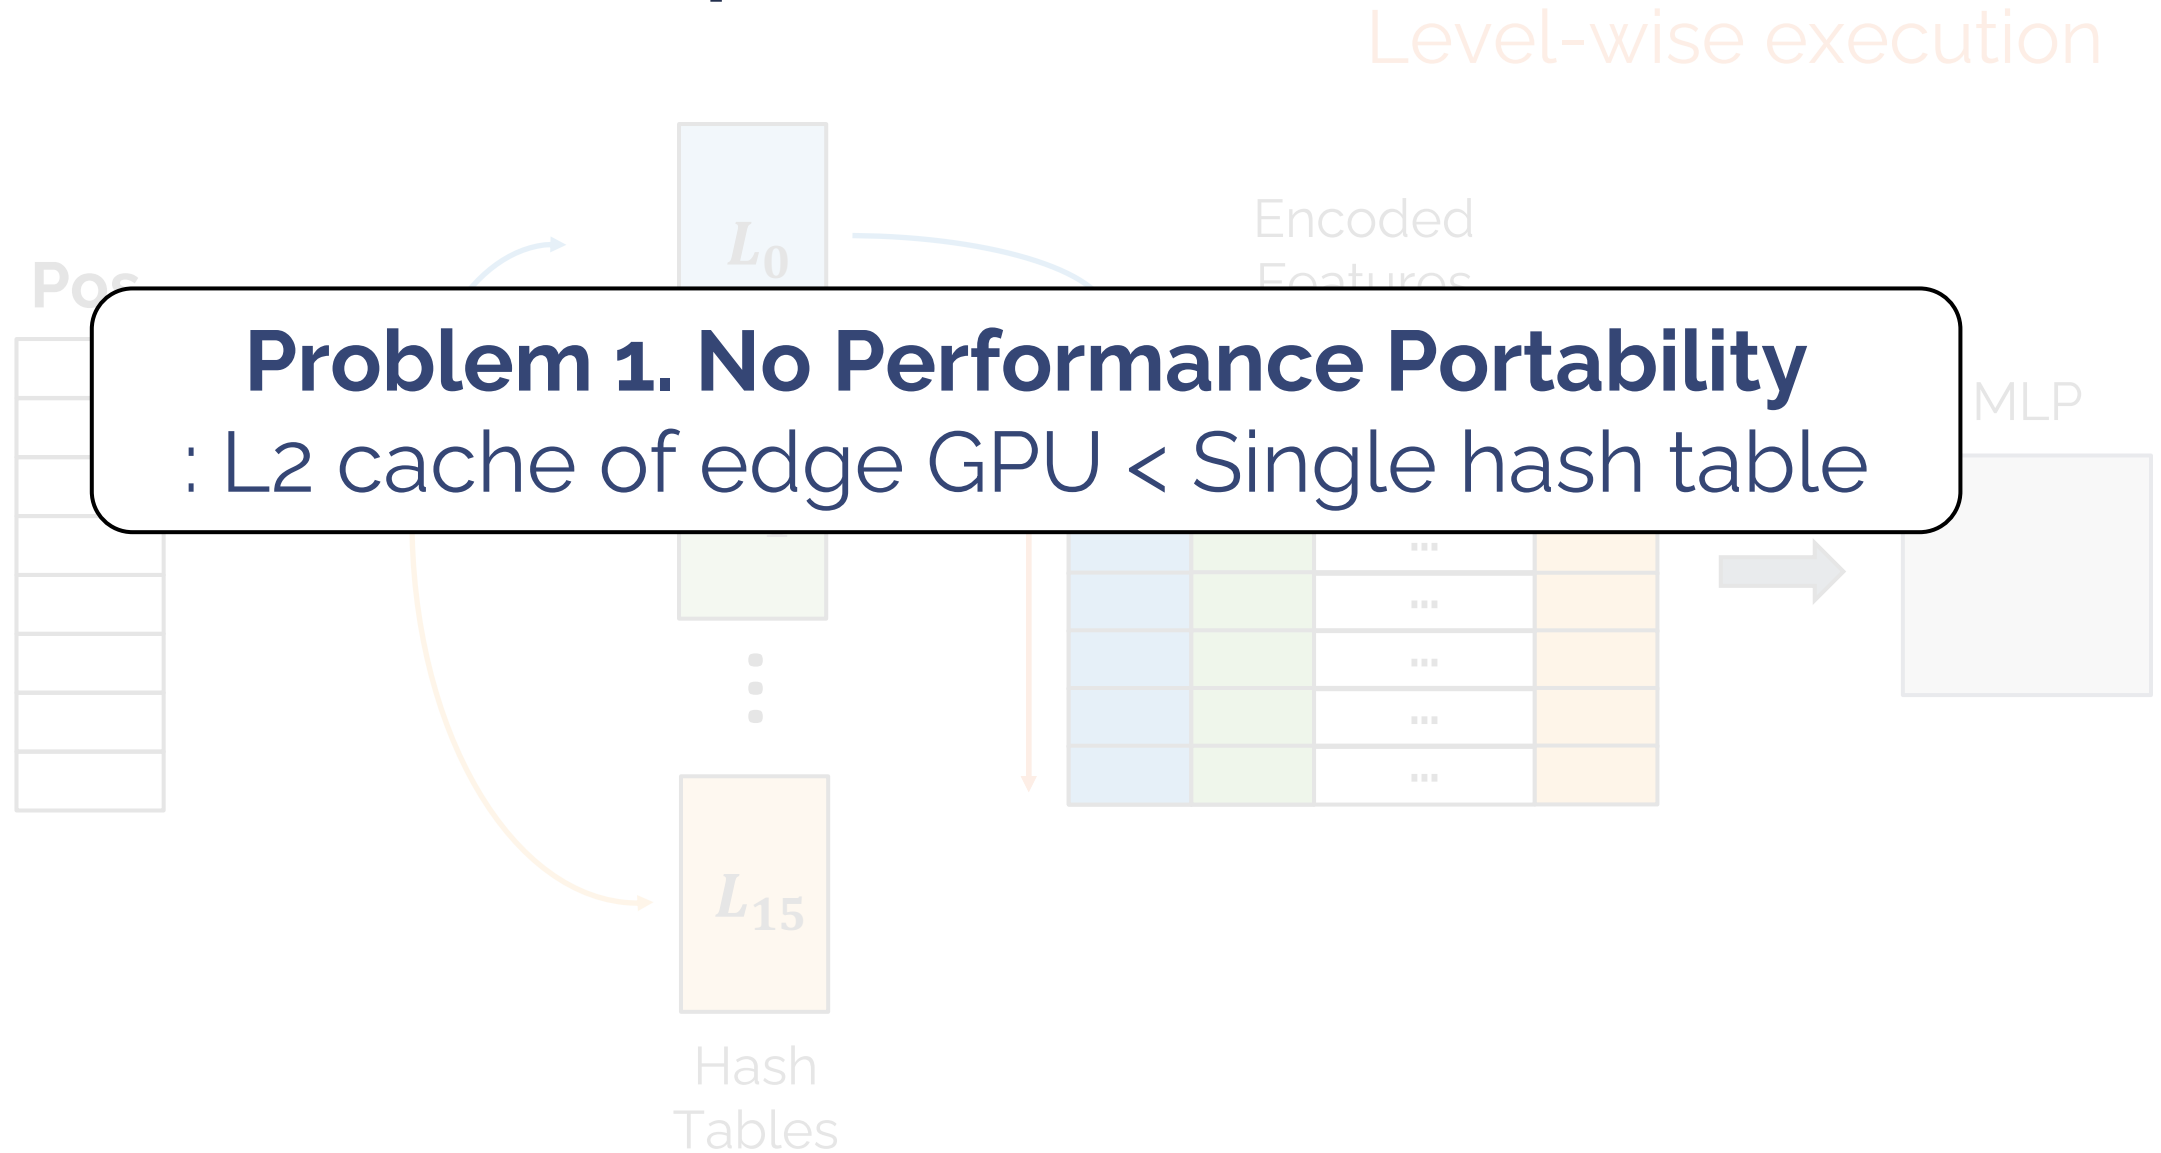 Level-wise execution
L0
Encoded
Features
Pos
Problem 1. No Performance Portability
: L2 cache of edge GPU < Single hash table
MLP
...
...
...
...
...
L15
Hash
Tables